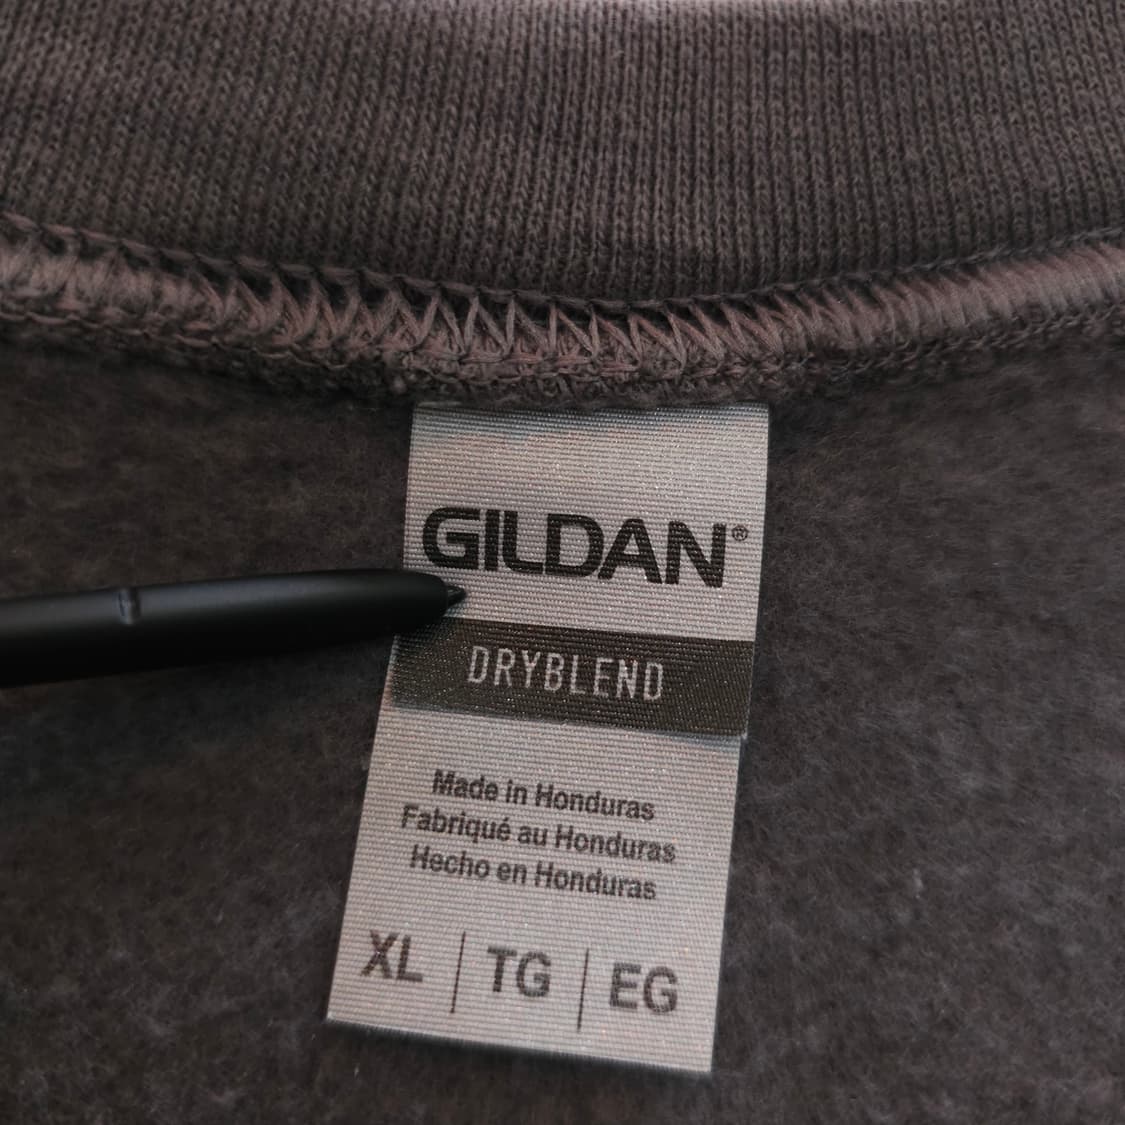 GILDAN®
DRYBLEND
Made in Honduras
Fabriqué au Honduras
Hecho en Honduras
XL | TG | EG